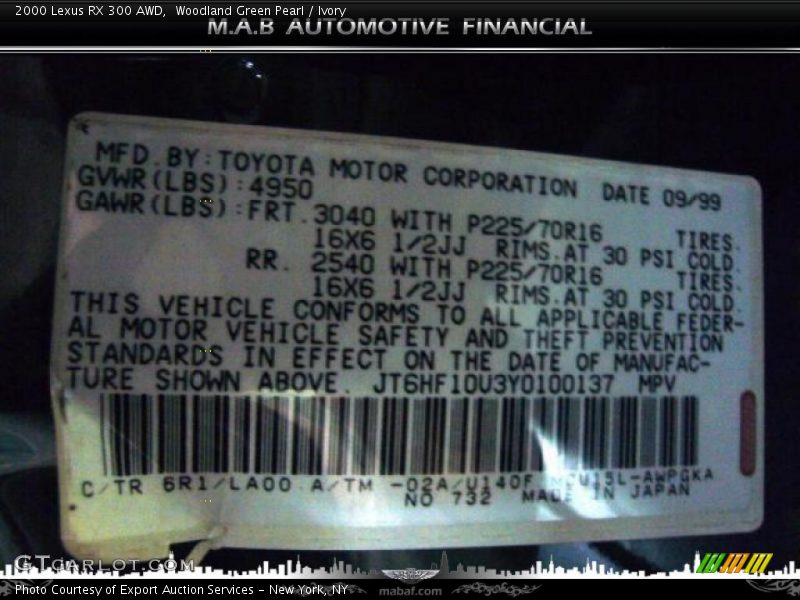 2000 Lexus RX 300 AWD, Woodland Green Pearl / Ivory
M.A.B AUTOMOTIVE FINANCIAL
MFD.BY:TOYOTA MOTOR CORPORATION DATE 09/99
GVWR(LBS):4950
GAWR(LBS):FRT.3040 WITH P225/70R16 TIRES.
16X6 1/2JJ RIMS.AT 30 PSI COLD.
RR. 2540 WITH P225/70R16 TIRES.
16X6 1/2JJ RIMS.AT 30 PSI COLD.
THIS VEHICLE CONFORMS TO ALL APPLICABLE FEDER-
AL MOTOR VEHICLE SAFETY AND THEFT PREVENTION
STANDARDS IN EFFECT ON THE DATE OF MANUFAC-
TURE SHOWN ABOVE. JT6HF10U3Y0100137 MPV
C/TR 6R1/LA00 A/TM -02A/U140F MCU15L-AWPGKA
NO 732 MADE IN JAPAN
GTcarlot.com
Photo Courtesy of Export Auction Services - New York, NY
mabaf.com